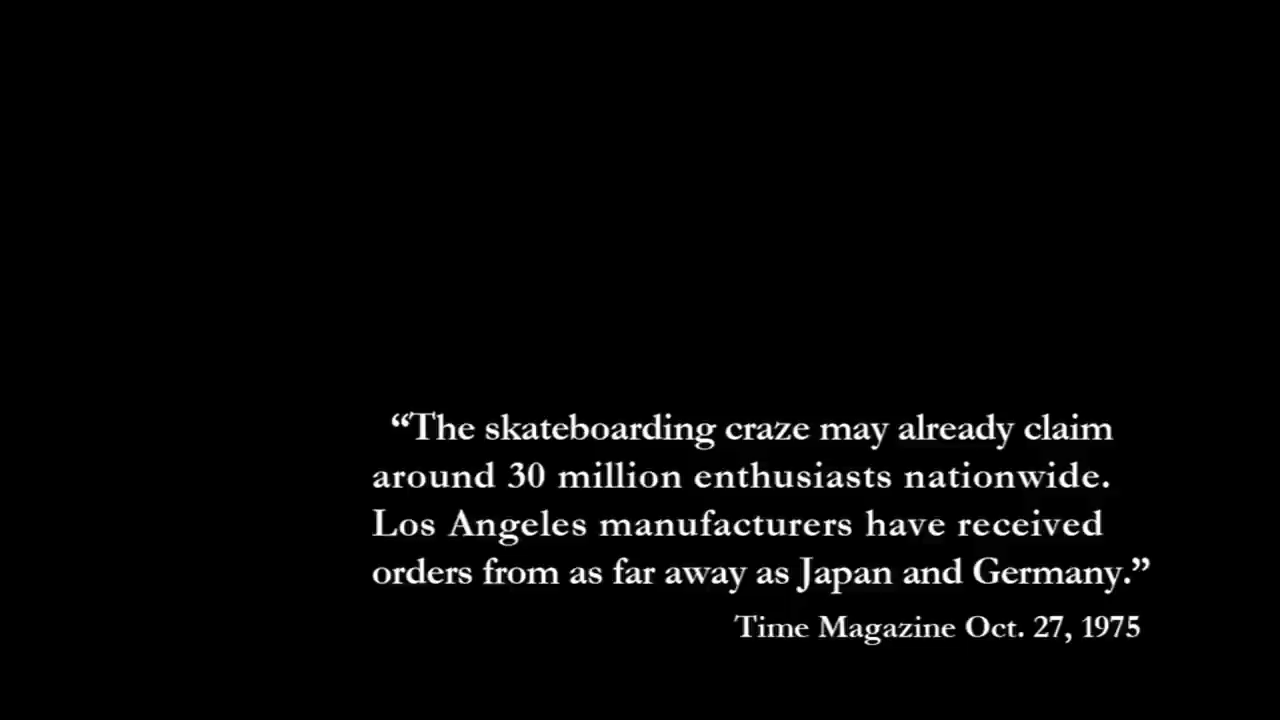 “The skateboarding craze may already claim
around 30 million enthusiasts nationwide.
Los Angeles manufacturers have received
orders from as far away as Japan and Germany.”
Time Magazine Oct. 27, 1975